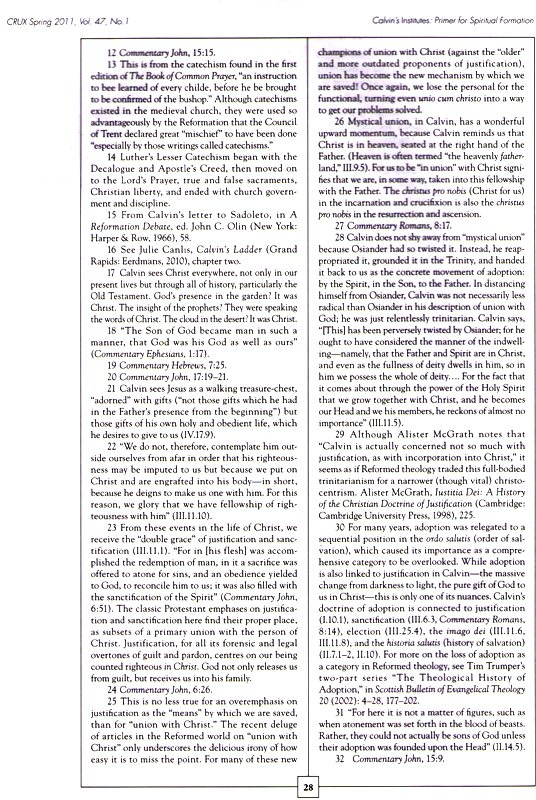 CRUX Spring 2011, Vol. 47, No. 1
Calvin's Institutes: Primer for Spiritual Formation
12 Commentary John, 15:15.
13 This is from the catechism found in the first
edition of The Book of Common Prayer, "an instruction
to bee learned of every childe, before he be brought
to be confirmed of the bushop." Although catechisms
existed in the medieval church, they were used so
advantageously by the Reformation that the Council
of Trent declared great "mischief" to have been done
"especially by those writings called catechisms."
14 Luther's Lesser Catechism began with the
Decalogue and Apostle's Creed, then moved on
to the Lord's Prayer, true and false sacraments,
Christian liberty, and ended with church govern-
ment and discipline.
15 From Calvin's letter to Sadoleto, in A
Reformation Debate, ed. John C. Olin (New York:
Harper & Row, 1966), 58.
16 See Julie Canlis, Calvin's Ladder (Grand
Rapids: Eerdmans, 2010), chapter two.
17 Calvin sees Christ everywhere, not only in our
present lives but through all of history, particularly the
Old Testament. God's presence in the garden? It was
Christ. The insight of the prophets? They were speaking
the words of Christ. The cloud in the desert? It was Christ.
18 "The Son of God became man in such a
manner, that God was his God as well as ours"
(Commentary Ephesians, 1:17).
19 Commentary Hebrews, 7:25.
20 Commentary John, 17:19–21.
21 Calvin sees Jesus as a walking treasure-chest,
"adorned" with gifts ("not those gifts which he had
in the Father's presence from the beginning") but
those gifts of his own holy and obedient life, which
he desires to give to us (IV.17.9).
22 "We do not, therefore, contemplate him out-
side ourselves from afar in order that his righteous-
ness may be imputed to us but because we put on
Christ and are engrafted into his body—in short,
because he deigns to make us one with him. For this
reason, we glory that we have fellowship of righ-
teousness with him" (III.11.10).
23 From these events in the life of Christ, we
receive the "double grace" of justification and sanc-
tification (III.11.1). "For in [his flesh] was accom-
plished the redemption of man, in it a sacrifice was
offered to atone for sins, and an obedience yielded
to God, to reconcile him to us; it was also filled with
the sanctification of the Spirit" (Commentary John,
6:51). The classic Protestant emphases on justifica-
tion and sanctification here find their proper place,
as subsets of a primary union with the person of
Christ. Justification, for all its forensic and legal
overtones of guilt and pardon, centres on our being
counted righteous in Christ. God not only releases us
from guilt, but receives us into his family.
24 Commentary John, 6:26.
25 This is no less true for an overemphasis on
justification as the "means" by which we are saved,
than for "union with Christ." The recent deluge
of articles in the Reformed world on "union with
Christ" only underscores the delicious irony of how
easy it is to miss the point. For many of these new
champions of union with Christ (against the "older"
and more outdated proponents of justification),
union has become the new mechanism by which we
are saved! Once again, we lose the personal for the
functional, turning even unio cum christo into a way
to get our problems solved.
26 Mystical union, in Calvin, has a wonderful
upward momentum, because Calvin reminds us that
Christ is in heaven, seated at the right hand of the
Father. (Heaven is often termed "the heavenly father-
land," III.9.5). For us to be "in union" with Christ signi-
fies that we are, in some way, taken into this fellowship
with the Father. The christus pro nobis (Christ for us)
in the incarnation and crucifixion is also the christus
pro nobis in the resurrection and ascension.
27 Commentary Romans, 8:17.
28 Calvin does not shy away from "mystical union"
because Osiander had so twisted it. Instead, he reap-
propriated it, grounded it in the Trinity, and handed
it back to us as the concrete movement of adoption:
by the Spirit, in the Son, to the Father. In distancing
himself from Osiander, Calvin was not necessarily less
radical than Osiander in his description of union with
God; he was just relentlessly trinitarian. Calvin says,
"[This] has been perversely twisted by Osiander; for he
ought to have considered the manner of the indwell-
ing—namely, that the Father and Spirit are in Christ,
and even as the fullness of deity dwells in him, so in
him we possess the whole of deity.... For the fact that
it comes about through the power of the Holy Spirit
that we grow together with Christ, and he becomes
our Head and we his members, he reckons of almost no
importance" (III.11.5).
29 Although Alister McGrath notes that
"Calvin is actually concerned not so much with
justification, as with incorporation into Christ," it
seems as if Reformed theology traded this full-bodied
trinitarianism for a narrower (though vital) christo-
centrism. Alister McGrath, Iustitia Dei: A History
of the Christian Doctrine of Justification (Cambridge:
Cambridge University Press, 1998), 225.
30 For many years, adoption was relegated to a
sequential position in the ordo salutis (order of sal-
vation), which caused its importance as a compre-
hensive category to be overlooked. While adoption
is also linked to justification in Calvin—the massive
change from darkness to light, the pure gift of God to
us in Christ—this is only one of its nuances. Calvin's
doctrine of adoption is connected to justification
(I.10.1), sanctification (III.6.3, Commentary Romans,
8:14), election (III.25.4), the imago dei (III.11.6,
III.11.8), and the historia salutis (history of salvation)
(II.7.1–2, II.10). For more on the loss of adoption as
a category in Reformed theology, see Tim Trumper's
two-part series "The Theological History of
Adoption," in Scottish Bulletin of Evangelical Theology
20 (2002): 4–28, 177–202.
31 "For here it is not a matter of figures, such as
when atonement was set forth in the blood of beasts.
Rather, they could not actually be sons of God unless
their adoption was founded upon the Head" (II.14.5).
32 Commentary John, 15:9.
28